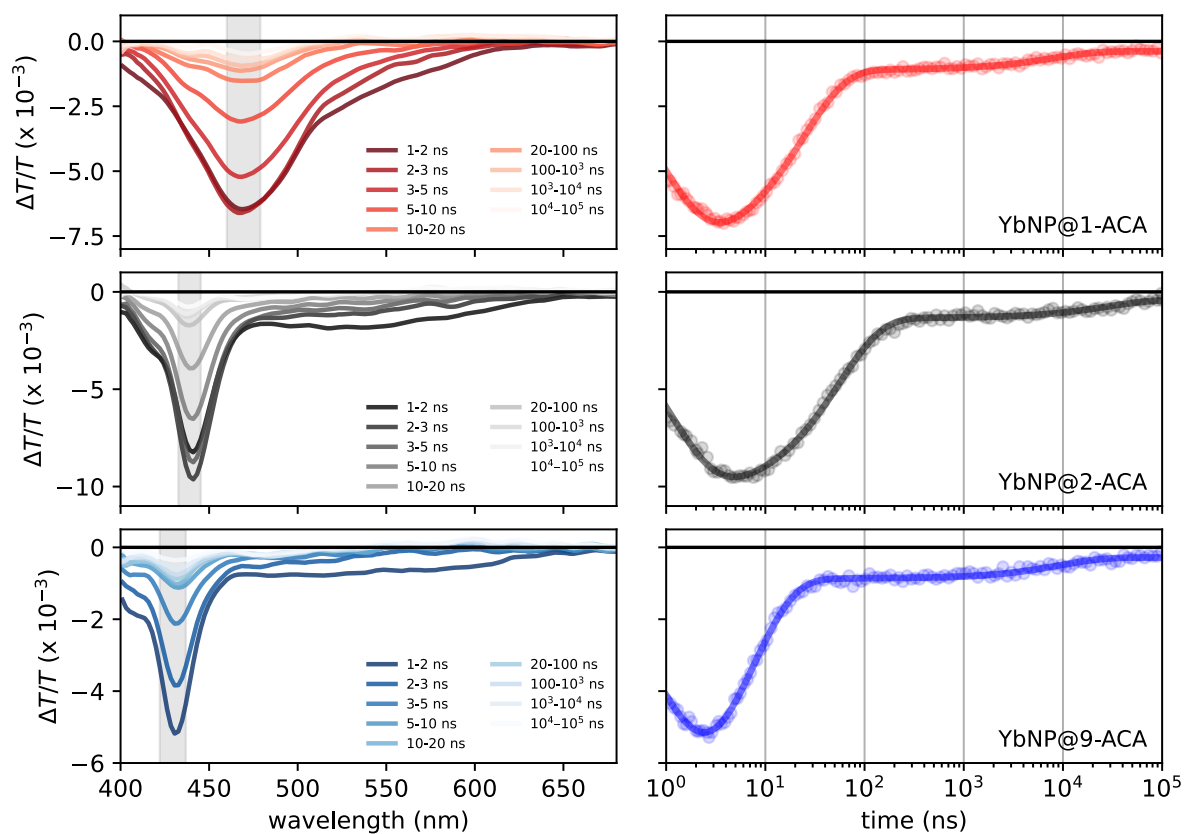 0.0
−2.5
−5.0
−7.5
ΔT/T (x 10⁻³)
1-2 ns
2-3 ns
3-5 ns
5-10 ns
10-20 ns
20-100 ns
100-10³ ns
10³-10⁴ ns
10⁴–10⁵ ns
YbNP@1-ACA
0
−5
−10
ΔT/T (x 10⁻³)
1-2 ns
2-3 ns
3-5 ns
5-10 ns
10-20 ns
20-100 ns
100-10³ ns
10³-10⁴ ns
10⁴–10⁵ ns
YbNP@2-ACA
0
−2
−4
−6
ΔT/T (x 10⁻³)
1-2 ns
2-3 ns
3-5 ns
5-10 ns
10-20 ns
20-100 ns
100-10³ ns
10³-10⁴ ns
10⁴–10⁵ ns
YbNP@9-ACA
400 450 500 550 600 650
wavelength (nm)
10⁰ 10¹ 10² 10³ 10⁴ 10⁵
time (ns)